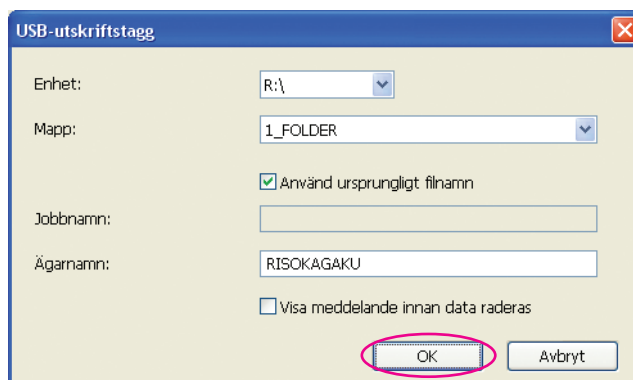 USB-utskriftstagg
Enhet: R:\
Mapp: 1_FOLDER
Använd ursprungligt filnamn
Jobbnamn:
Ägarnamn: RISOKAGAKU
Visa meddelande innan data raderas
OK Avbryt